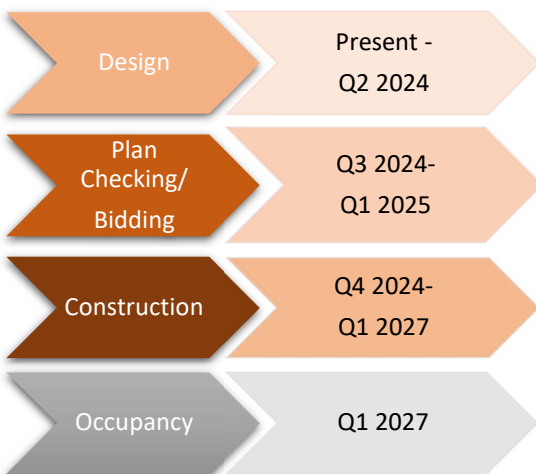 Design
Present -
Q2 2024
Plan
Checking/
Bidding
Q3 2024-
Q1 2025
Construction
Q4 2024-
Q1 2027
Occupancy
Q1 2027